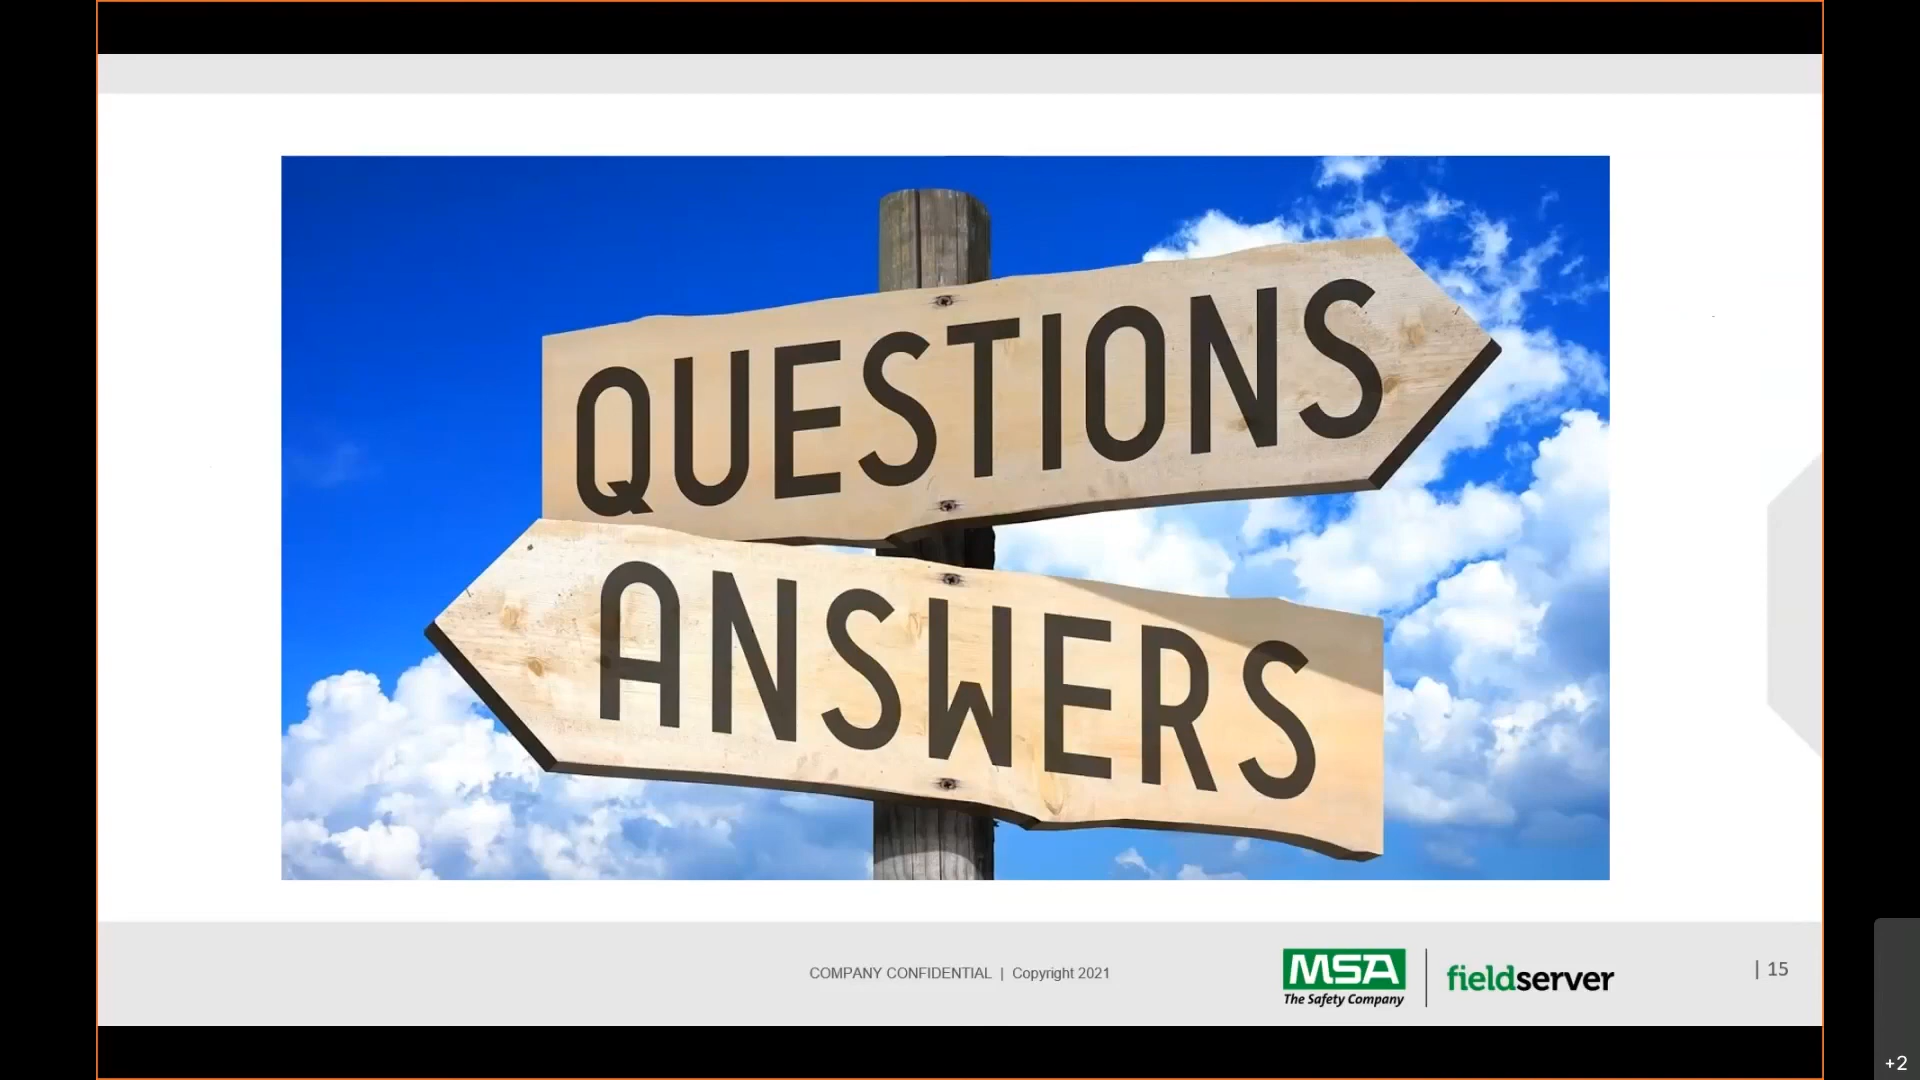 QUESTIONS
ANSWERS
COMPANY CONFIDENTIAL | Copyright 2021
MSA
The Safety Company
fieldserver
| 15
+2